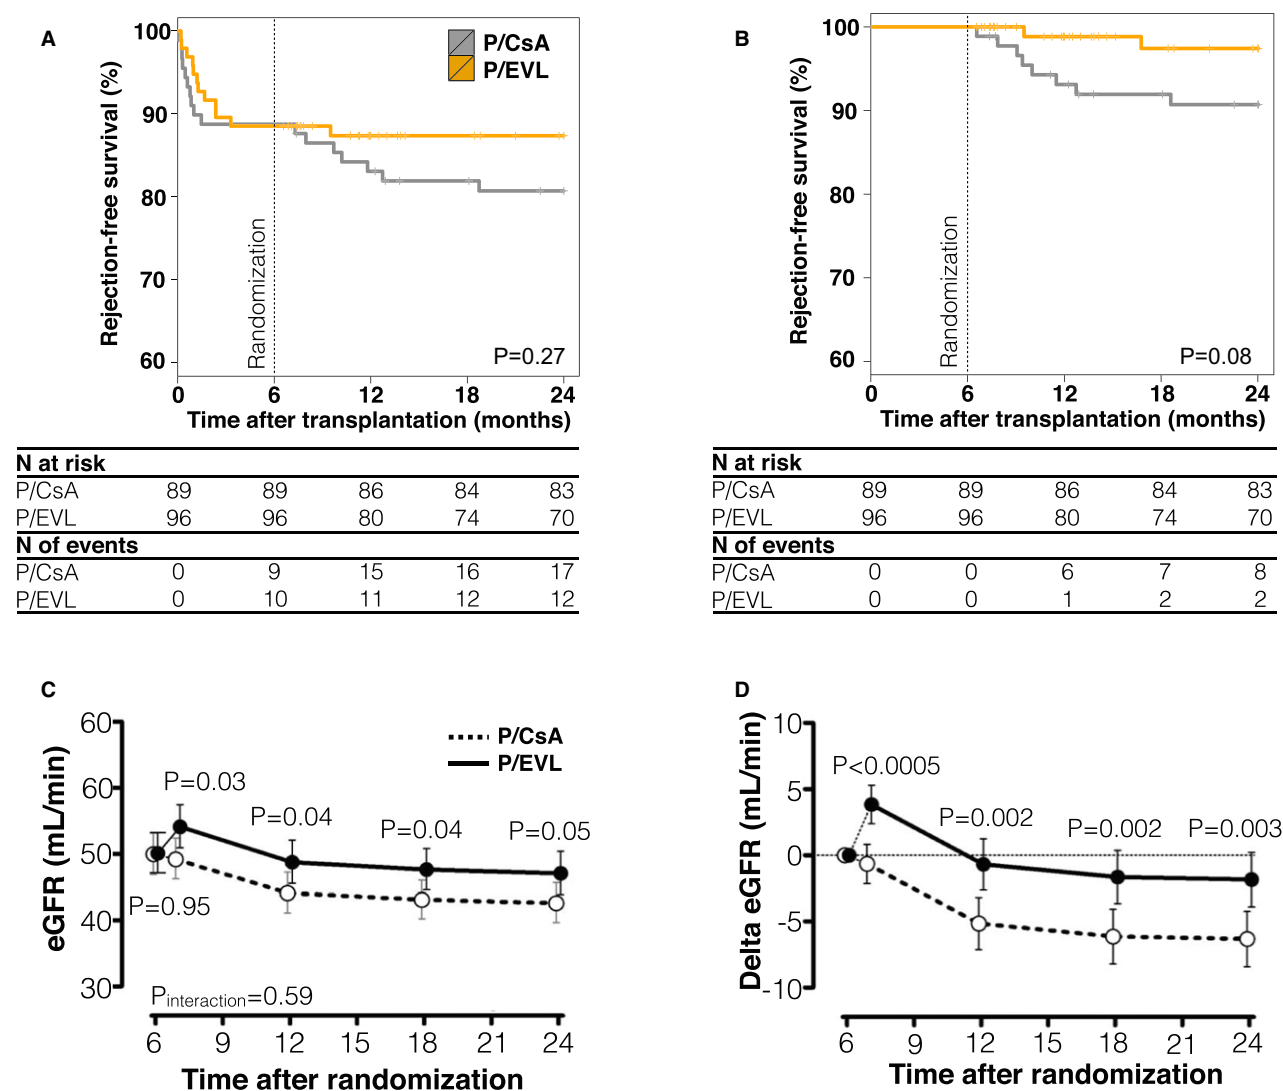 A
Rejection-free survival (%)
100
90
80
70
60
P/CsA
P/EVL
Randomization
P=0.27
0 6 12 18 24
Time after transplantation (months)
N at risk
P/CsA 89 89 86 84 83
P/EVL 96 96 80 74 70
N of events
P/CsA 0 9 15 16 17
P/EVL 0 10 11 12 12
B
Rejection-free survival (%)
100
90
80
70
60
Randomization
P=0.08
0 6 12 18 24
Time after transplantation (months)
N at risk
P/CsA 89 89 86 84 83
P/EVL 96 96 80 74 70
N of events
P/CsA 0 0 6 7 8
P/EVL 0 0 1 2 2
C
eGFR (mL/min)
60
60
50
40
30
P/CsA
P/EVL
P=0.03
P=0.04
P=0.04
P=0.05
P=0.95
Pinteraction=0.59
6 9 12 15 18 21 24
Time after randomization
D
Delta eGFR (mL/min)
10
5
0
-5
-10
P<0.0005
P=0.002
P=0.002
P=0.003
6 9 12 15 18 21 24
Time after randomization